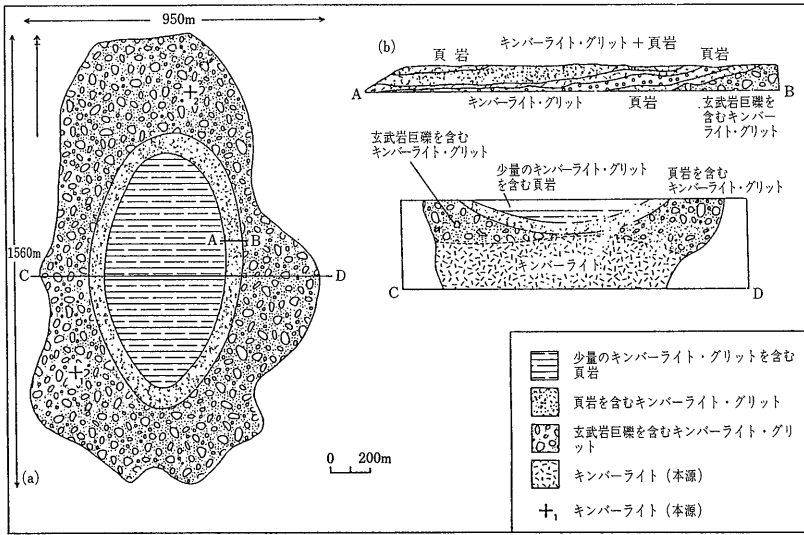 950m
(b)
キンバーライト・グリット＋頁岩
頁岩
頁岩
A
B
キンバーライト・グリット
頁岩
玄武岩巨礫を
含むキンバー
ライト・グリット
玄武岩巨礫を含む
キンバーライト・グリット
少量のキンバーライト・グリット
を含む頁岩
頁岩を含む
キンバーライト・グリット
キンバーライト
C
D
2
A
B
1560m
C
D
1
(a)
0 200m
少量のキンバーライト・グリットを含む
頁岩
頁岩を含むキンバーライト・グリット
玄武岩巨礫を含むキンバーライト・グリ
ット
キンバーライト（本源）
+1 キンバーライト（本源）